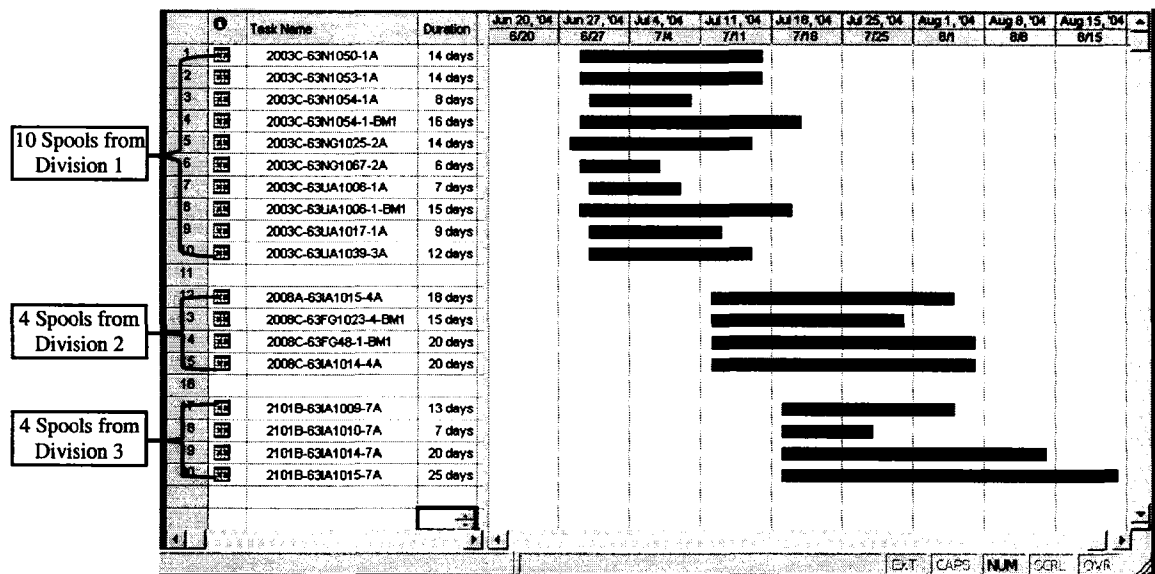 Task Name Duration Jun 20, '04 Jun 27, '04 Jul 4, '04 Jul 11, '04 Jul 18, '04 Jul 25, '04 Aug 1, '04 Aug 8, '04 Aug 15, '04
6/20 6/27 7/4 7/11 7/18 7/25 8/1 8/8 8/15
1 2003C-63N1050-1A 14 days
2 2003C-63N1053-1A 14 days
3 2003C-63N1054-1A 8 days
4 2003C-63N1054-1-BM1 16 days
10 Spools from
Division 1
5 2003C-63NG1025-2A 14 days
6 2003C-63NG1067-2A 6 days
7 2003C-63UA1006-1A 7 days
8 2003C-63UA1006-1-BM1 15 days
9 2003C-63UA1017-1A 9 days
10 2003C-63UA1039-3A 12 days
11
12 2008A-63IA1015-4A 18 days
4 Spools from
Division 2
3 2008C-63FG1023-4-BM1 15 days
4 2008C-63FG48-1-BM1 20 days
15 2008C-63IA1014-4A 20 days
16
17 2101B-63IA1009-7A 13 days
4 Spools from
Division 3
8 2101B-63IA1010-7A 7 days
9 2101B-63IA1014-7A 20 days
2101B-63IA1015-7A 25 days
EXT CAPS NUM SCRL OVR